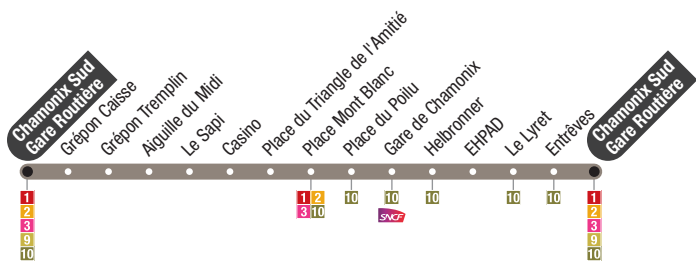 Chamonix Sud
Gare Routière
Grépon Caisse
Grépon Tremplin
Aiguille du Midi
Le Sapi
Casino
Place du Triangle de l'Amitié
Place Mont Blanc
Place du Poilu
Gare de Chamonix
Helbronner
EHPAD
Le Lyret
Entrêves
Chamonix Sud
Gare Routière
1
2
3
9
10
1 2
3 10
10
10
SNCF
10
10
10
1
2
3
9
10